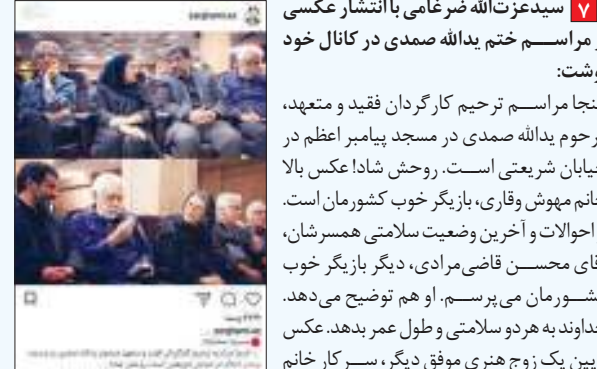 ۷ سیدعزت‌الله ضرغامی با انتشار عکسی
مراسم ختم یدالله صمدی در کانال خود
وشت:
نجا مراسم ترحیم کارگردان فقید و متعهد،
رحوم یدالله صمدی در مسجد پیامبر اعظم در
یابان شریعتی است. روحش شاد! عکس بالا
انم مهوش وقاری، بازیگر خوب کشورمان است.
احوالات و آخرین وضعیت سلامتی همسرشان،
قای محسن قاضی‌مرادی، دیگر بازیگر خوب
شورمان می‌پرسم. او هم توضیح می‌دهد.
داوند به هردو سلامتی و طول عمر بدهد. عکس
یین یک زوج هنری موفق دیگر، سرکار خانم